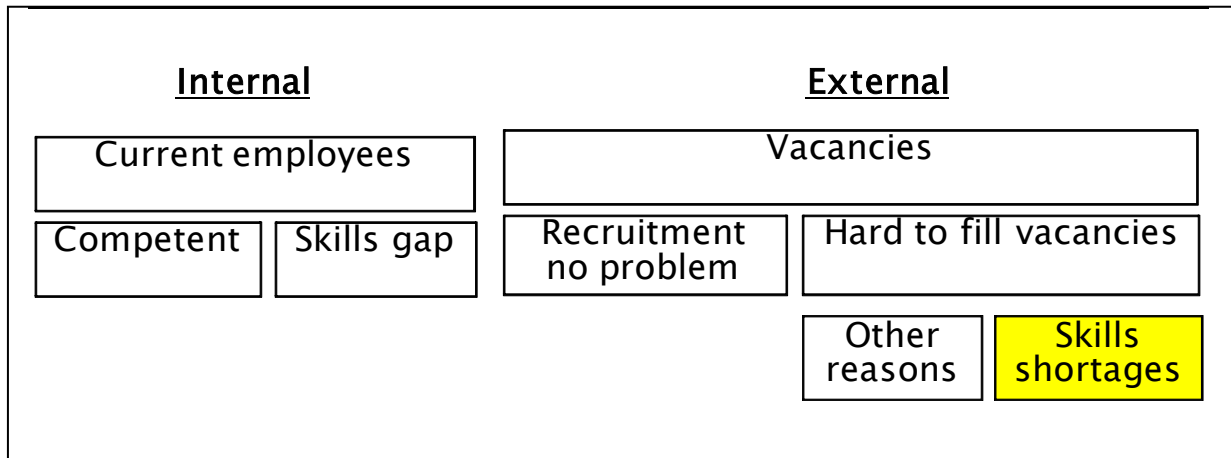 Internal
External
Current employees
Vacancies
Competent
Skills gap
Recruitment
no problem
Hard to fill vacancies
Other
reasons
Skills
shortages